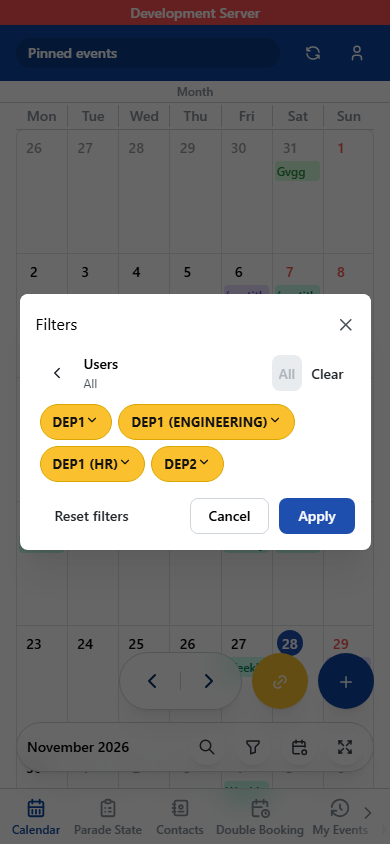 Development Server
Pinned events
Month
Mon Tue Wed Thu Fri Sat Sun
26 27 28 29 30 31 1
Gvgg
2 3 4 5 6 7 8
Filters
Users
All
All Clear
DEP1 DEP1 (ENGINEERING)
DEP1 (HR) DEP2
Reset filters Cancel Apply
23 24 25 26 27 28 29
November 2026
30
Calendar Parade State Contacts Double Booking My Events